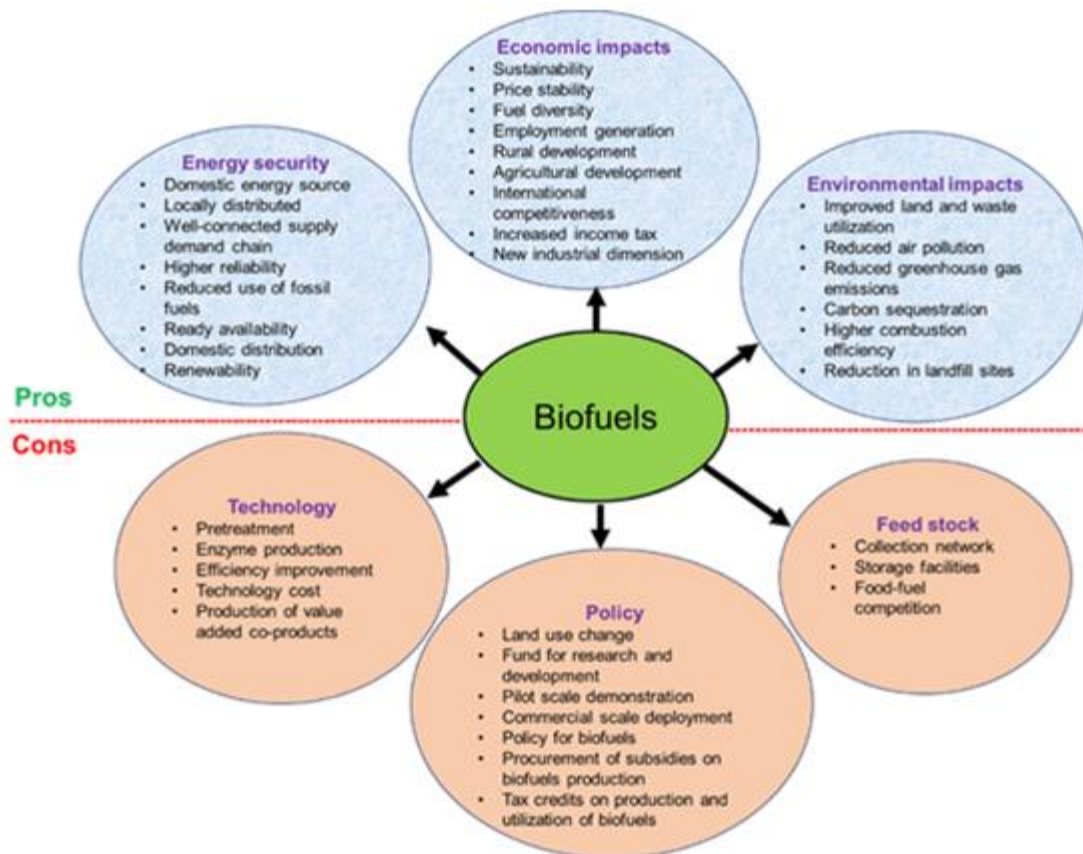 Economic impacts
• Sustainability
• Price stability
• Fuel diversity
• Employment generation
• Rural development
• Agricultural development
• International
competitiveness
• Increased income tax
• New industrial dimension
Energy security
• Domestic energy source
• Locally distributed
• Well-connected supply
demand chain
• Higher reliability
• Reduced use of fossil
fuels
• Ready availability
• Domestic distribution
• Renewability
Environmental impacts
• Improved land and waste
utilization
• Reduced air pollution
• Reduced greenhouse gas
emissions
• Carbon sequestration
• Higher combustion
efficiency
• Reduction in landfill sites
Pros
Biofuels
Cons
Technology
• Pretreatment
• Enzyme production
• Efficiency improvement
• Technology cost
• Production of value
added co-products
Policy
• Land use change
• Fund for research and
development
• Pilot scale demonstration
• Commercial scale deployment
• Policy for biofuels
• Procurement of subsidies on
biofuels production
• Tax credits on production and
utilization of biofuels
Feed stock
• Collection network
• Storage facilities
• Food-fuel
competition